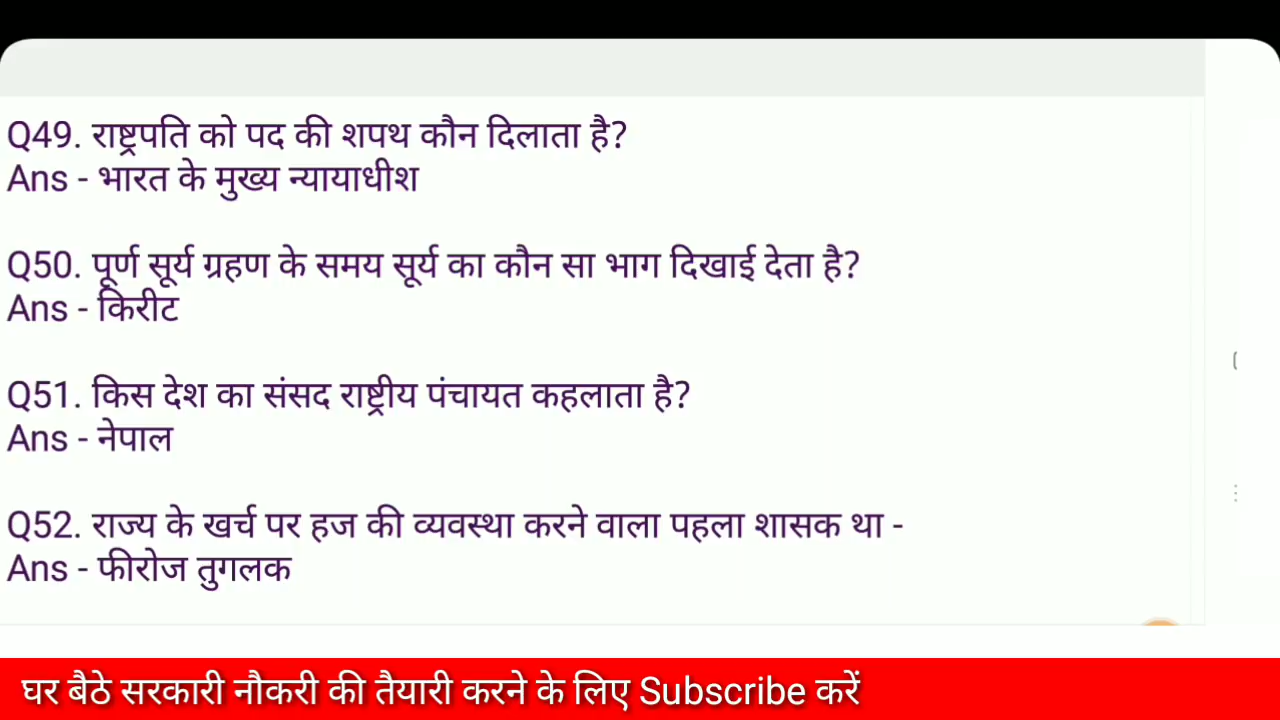 Q49. राष्ट्रपति को पद की शपथ कौन दिलाता है?
Ans - भारत के मुख्य न्यायाधीश
Q50. पूर्ण सूर्य ग्रहण के समय सूर्य का कौन सा भाग दिखाई देता है?
Ans - किरीट
Q51. किस देश का संसद राष्ट्रीय पंचायत कहलाता है?
Ans - नेपाल
Q52. राज्य के खर्च पर हज की व्यवस्था करने वाला पहला शासक था -
Ans - फीरोज तुगलक
घर बैठे सरकारी नौकरी की तैयारी करने के लिए Subscribe करें